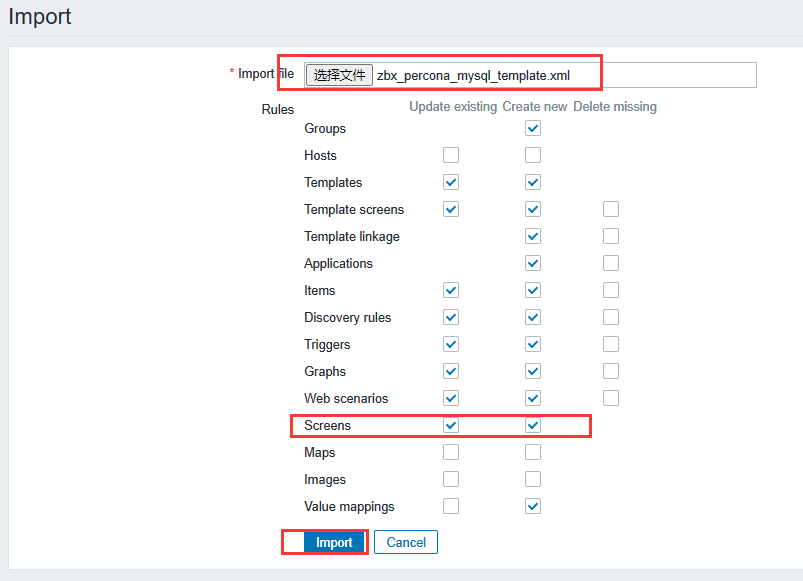 Import
* Import file 选择文件 zbx_percona_mysql_template.xml
Rules Update existing Create new Delete missing
Groups
Hosts
Templates
Template screens
Template linkage
Applications
Items
Discovery rules
Triggers
Graphs
Web scenarios
Screens
Maps
Images
Value mappings
Import Cancel